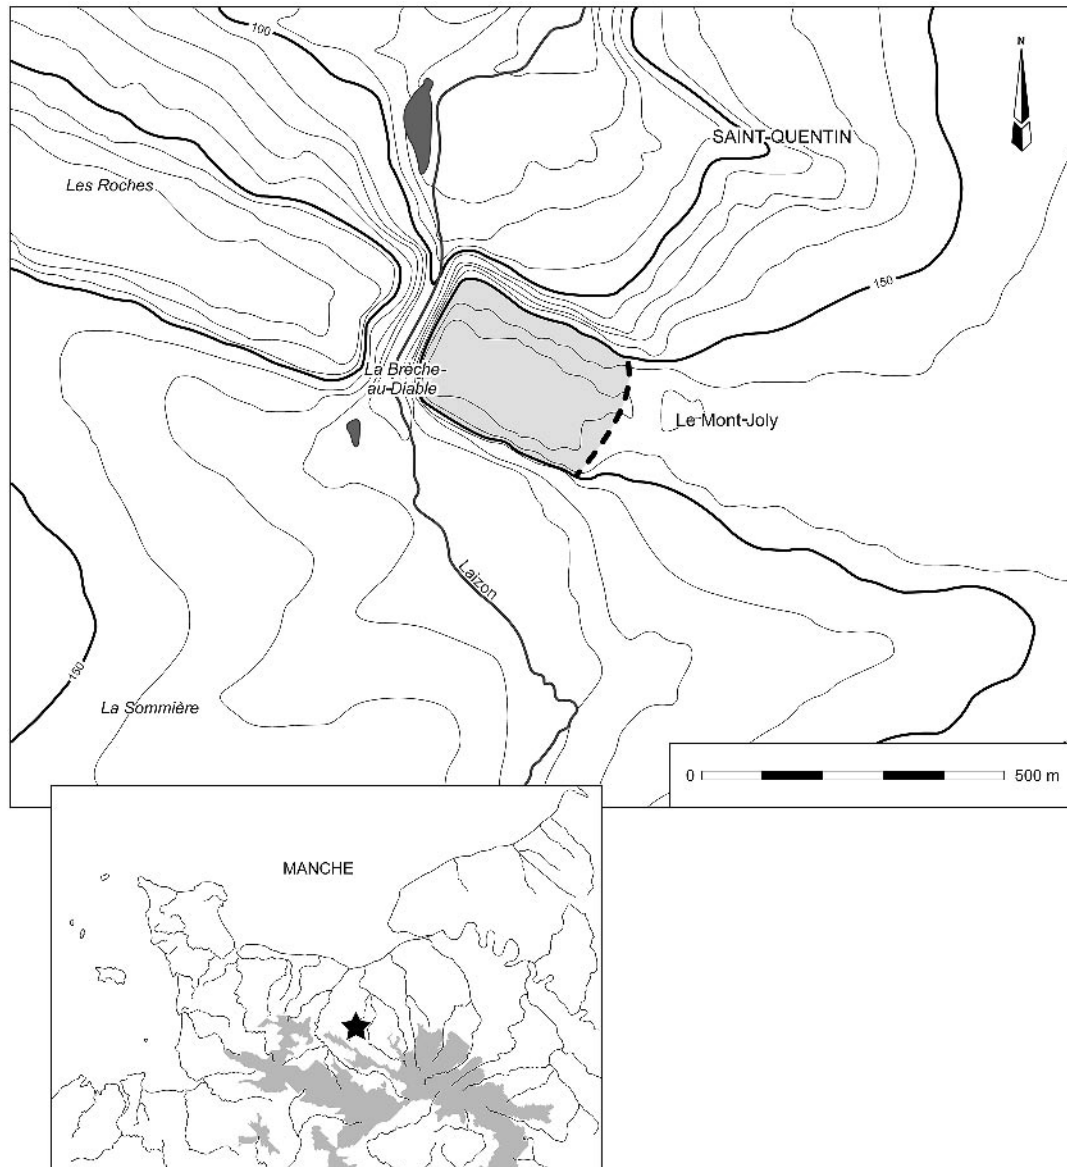 100
N
SAINT-QUENTIN
Les Roches
150
La Brèche-
au-Diable
Le Mont-Joly
Laizon
150
La Sommière
0
500 m
MANCHE